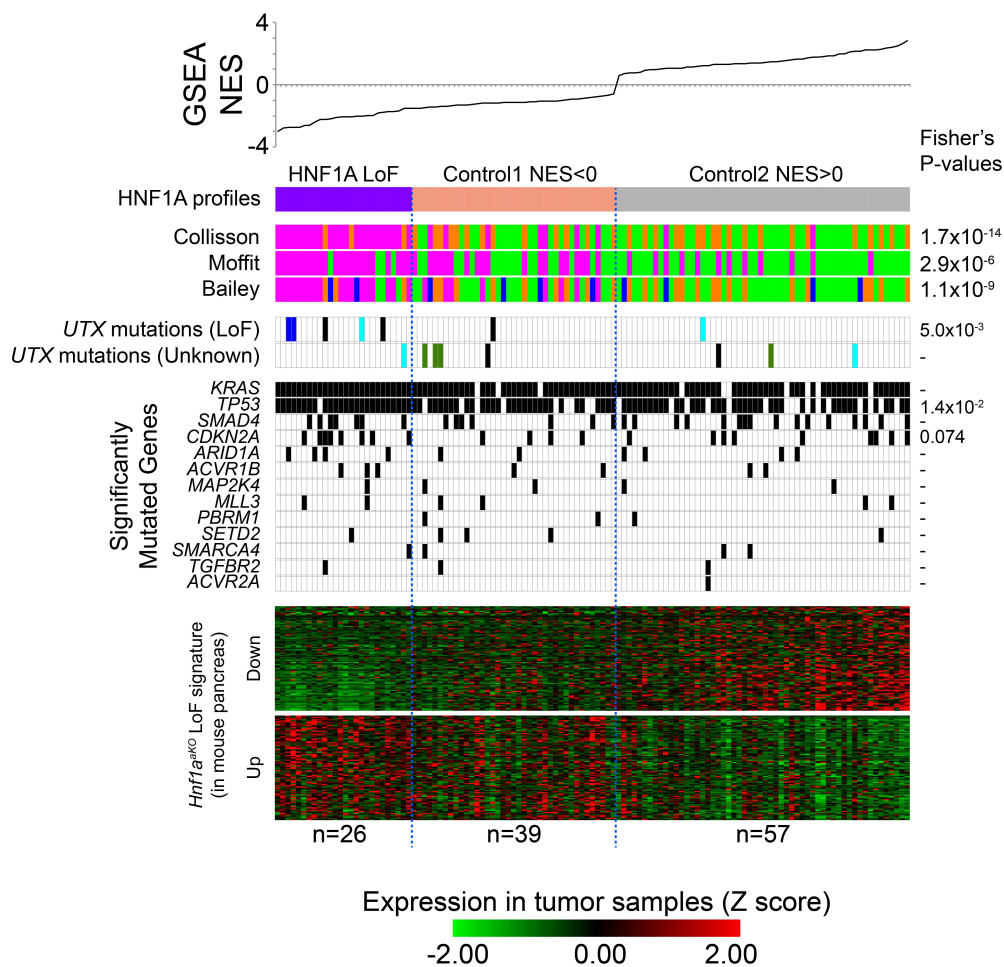 4
0
-4
GSEA
NES
Fisher's
P-values
HNF1A LoF
Control1 NES<0
Control2 NES>0
HNF1A profiles
Collisson
1.7x10-14
Moffit
2.9x10-6
Bailey
1.1x10-9
UTX mutations (LoF)
5.0x10-3
UTX mutations (Unknown)
-
Significantly
Mutated Genes
KRAS
-
TP53
1.4x10-2
SMAD4
-
CDKN2A
0.074
ARID1A
-
ACVR1B
-
MAP2K4
-
MLL3
-
PBRM1
-
SETD2
-
SMARCA4
-
TGFBR2
-
ACVR2A
-
Hnf1aaKO LoF signature
(in mouse pancreas)
Down
Up
n=26
n=39
n=57
Expression in tumor samples (Z score)
-2.00
0.00
2.00